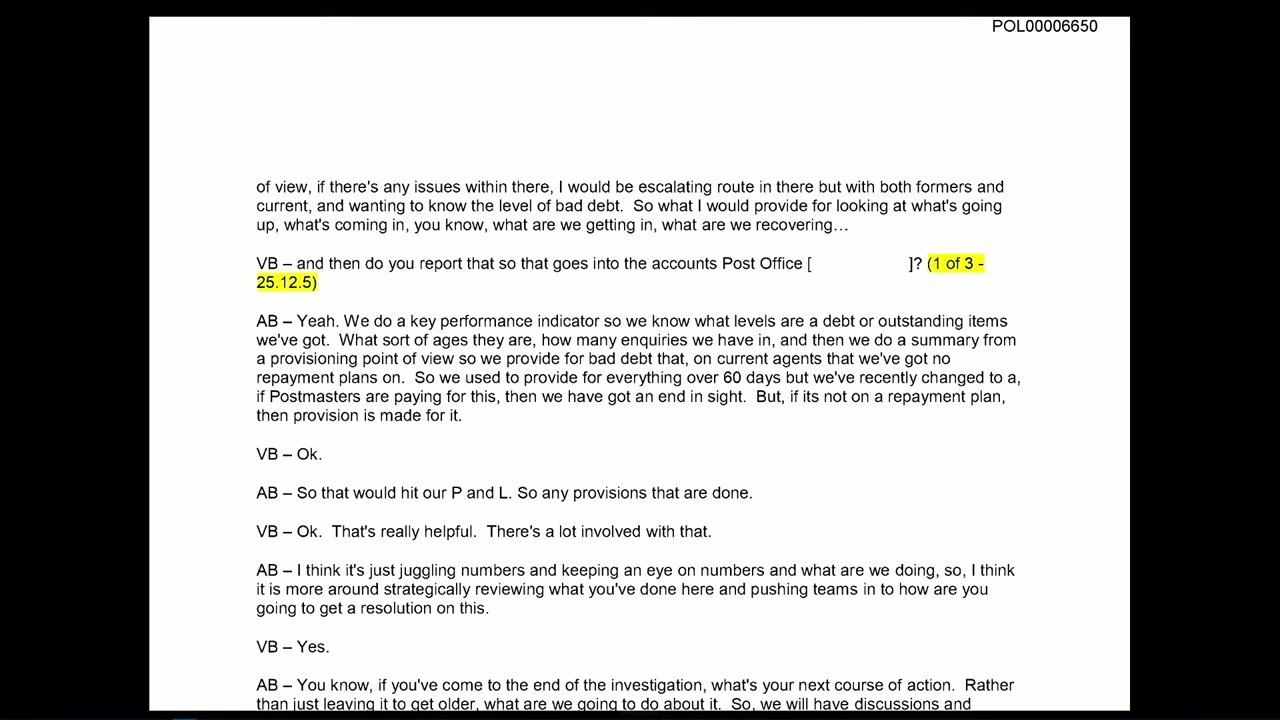 POL00006650
of view, if there's any issues within there, I would be escalating route in there but with both formers and
current, and wanting to know the level of bad debt.  So what I would provide for looking at what's going
up, what's coming in, you know, what are we getting in, what are we recovering…
VB – and then do you report that so that goes into the accounts Post Office [                    ]? (1 of 3 -
25.12.5)
AB – Yeah. We do a key performance indicator so we know what levels are a debt or outstanding items
we've got.  What sort of ages they are, how many enquiries we have in, and then we do a summary from
a provisioning point of view so we provide for bad debt that, on current agents that we've got no
repayment plans on.  So we used to provide for everything over 60 days but we've recently changed to a,
if Postmasters are paying for this, then we have got an end in sight.  But, if its not on a repayment plan,
then provision is made for it.
VB – Ok.
AB – So that would hit our P and L. So any provisions that are done.
VB – Ok.  That's really helpful.  There's a lot involved with that.
AB – I think it's just juggling numbers and keeping an eye on numbers and what are we doing, so, I think
it is more around strategically reviewing what you've done here and pushing teams in to how are you
going to get a resolution on this.
VB – Yes.
AB – You know, if you've come to the end of the investigation, what's your next course of action.  Rather
than just leaving it to get older, what are we going to do about it.  So, we will have discussions and